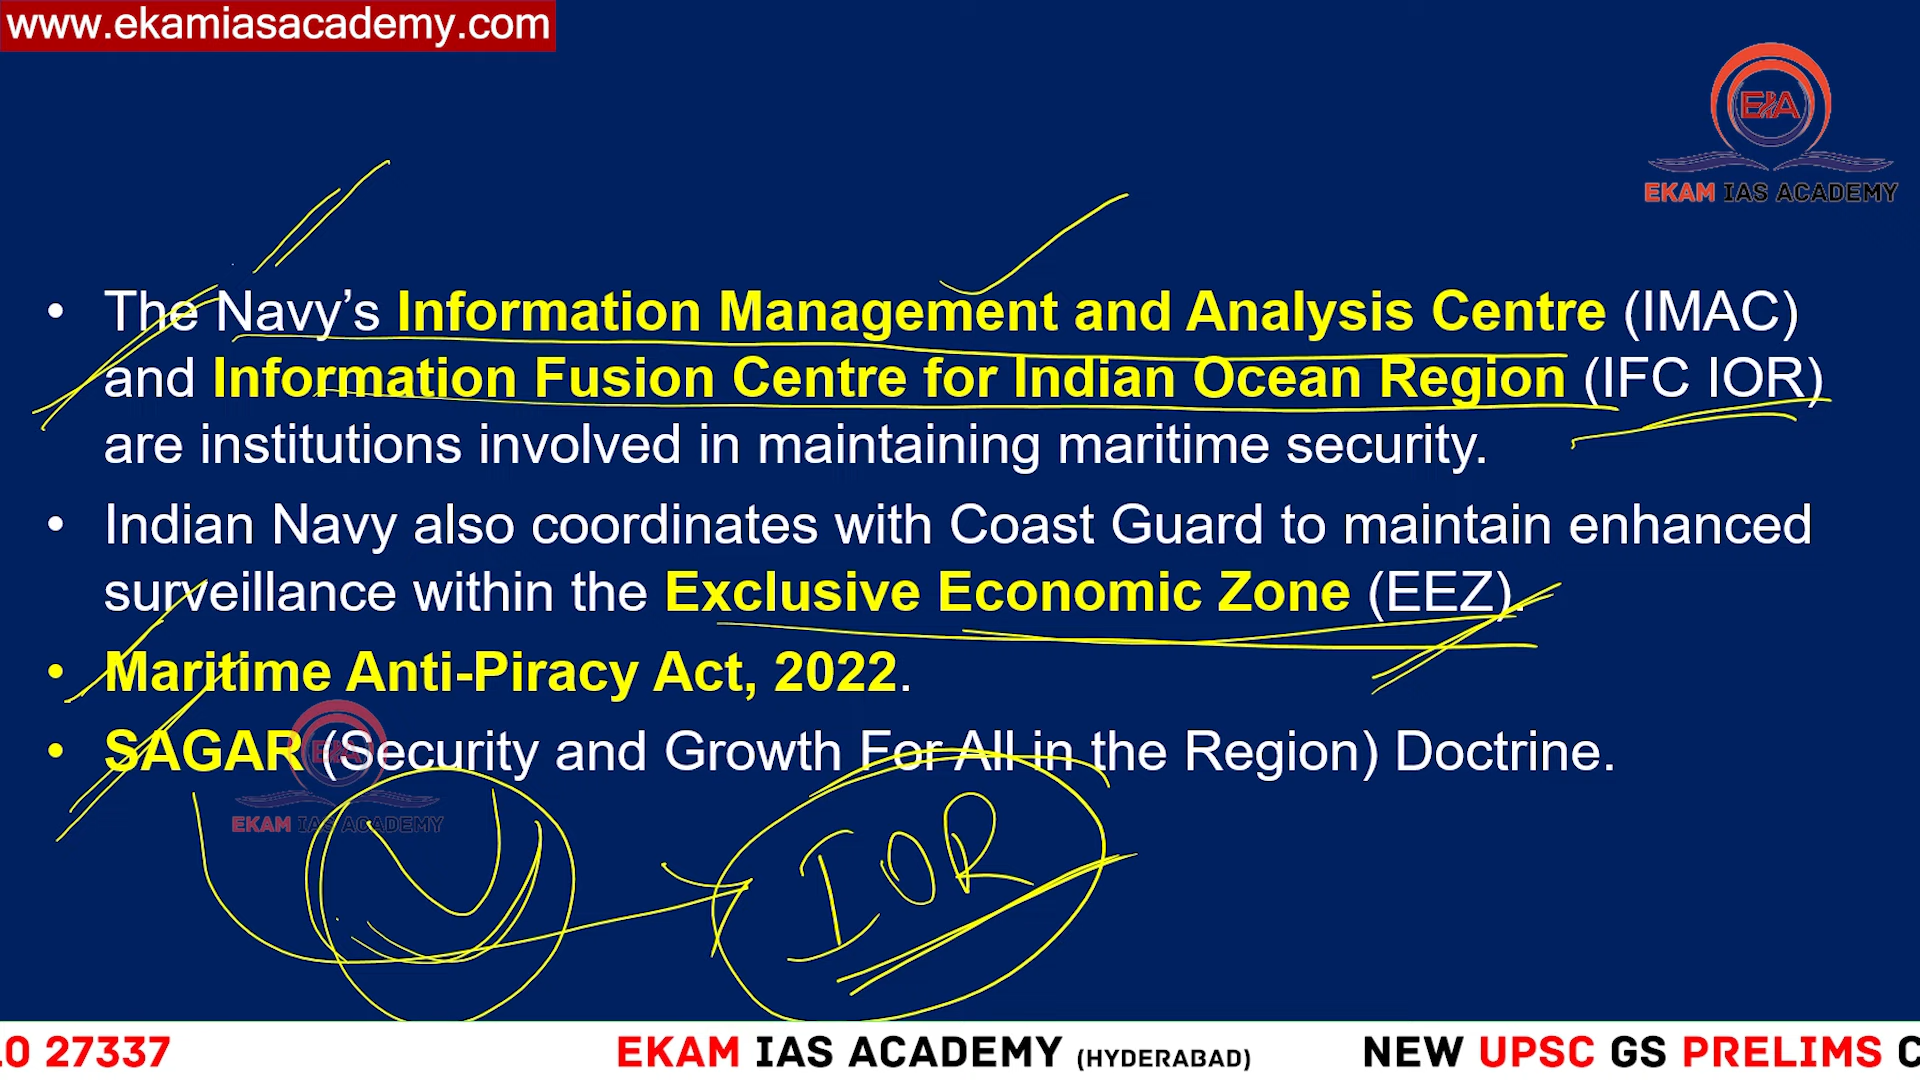 www.ekamiasacademy.com
EIA
EKAM IAS ACADEMY
• The Navy’s Information Management and Analysis Centre (IMAC)
and Information Fusion Centre for Indian Ocean Region (IFC IOR)
are institutions involved in maintaining maritime security.
• Indian Navy also coordinates with Coast Guard to maintain enhanced
surveillance within the Exclusive Economic Zone (EEZ).
• Maritime Anti-Piracy Act, 2022.
• SAGAR (Security and Growth For All in the Region) Doctrine.
EKAM IAS ACADEMY
IOR
27337 EKAM IAS ACADEMY (HYDERABAD) NEW UPSC GS PRELIMS C